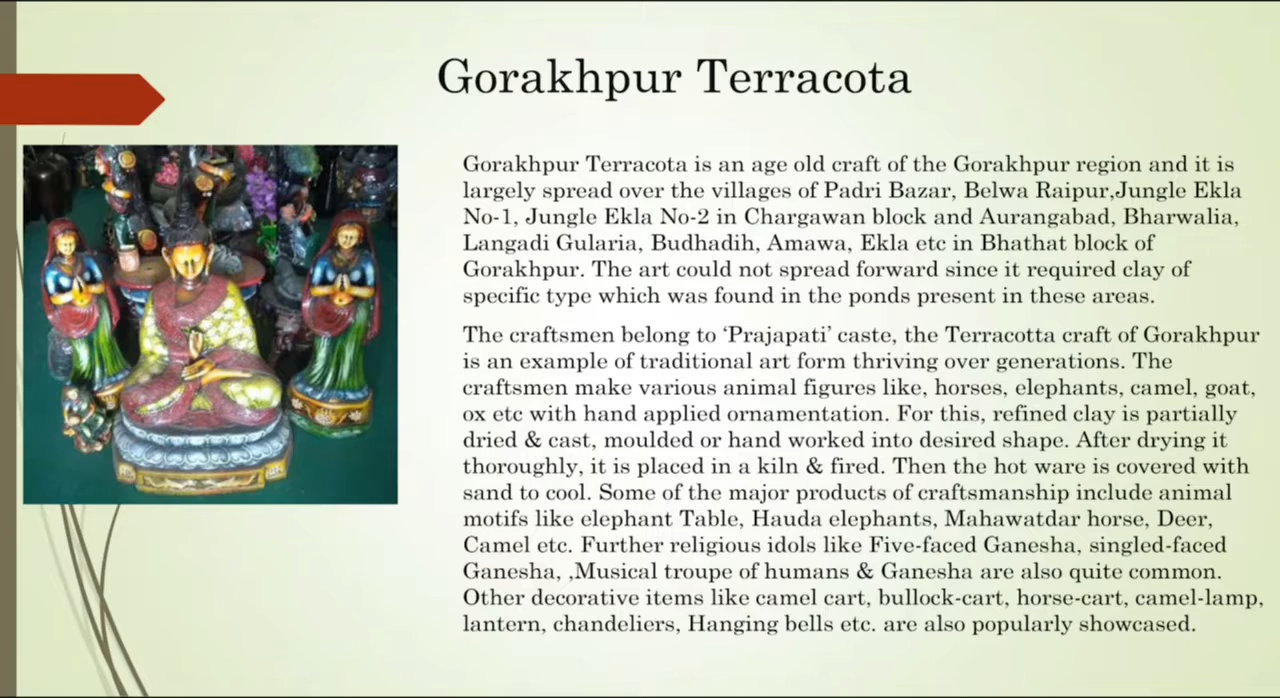 Gorakhpur Terracota
Gorakhpur Terracota is an age old craft of the Gorakhpur region and it is
largely spread over the villages of Padri Bazar, Belwa Raipur,Jungle Ekla
No-1, Jungle Ekla No-2 in Chargawan block and Aurangabad, Bharwalia,
Langadi Gularia, Budhadih, Amawa, Ekla etc in Bhathat block of
Gorakhpur. The art could not spread forward since it required clay of
specific type which was found in the ponds present in these areas.
The craftsmen belong to ‘Prajapati’ caste, the Terracotta craft of Gorakhpur
is an example of traditional art form thriving over generations. The
craftsmen make various animal figures like, horses, elephants, camel, goat,
ox etc with hand applied ornamentation. For this, refined clay is partially
dried & cast, moulded or hand worked into desired shape. After drying it
thoroughly, it is placed in a kiln & fired. Then the hot ware is covered with
sand to cool. Some of the major products of craftsmanship include animal
motifs like elephant Table, Hauda elephants, Mahawatdar horse, Deer,
Camel etc. Further religious idols like Five-faced Ganesha, singled-faced
Ganesha, ,Musical troupe of humans & Ganesha are also quite common.
Other decorative items like camel cart, bullock-cart, horse-cart, camel-lamp,
lantern, chandeliers, Hanging bells etc. are also popularly showcased.